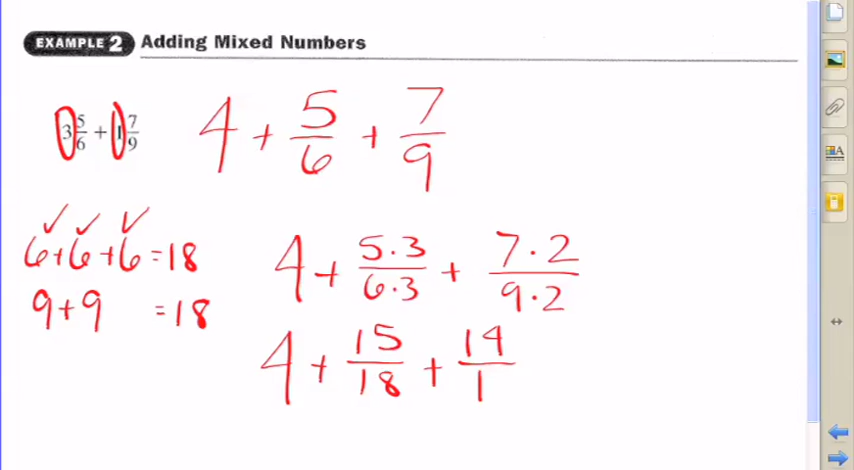 EXAMPLE 2 Adding Mixed Numbers
3 5/6 + 1 7/9
4 + 5/6 + 7/9
6+6+6=18
9+9 =18
4 + 5·3/6·3 + 7·2/9·2
4 + 15/18 + 14/1